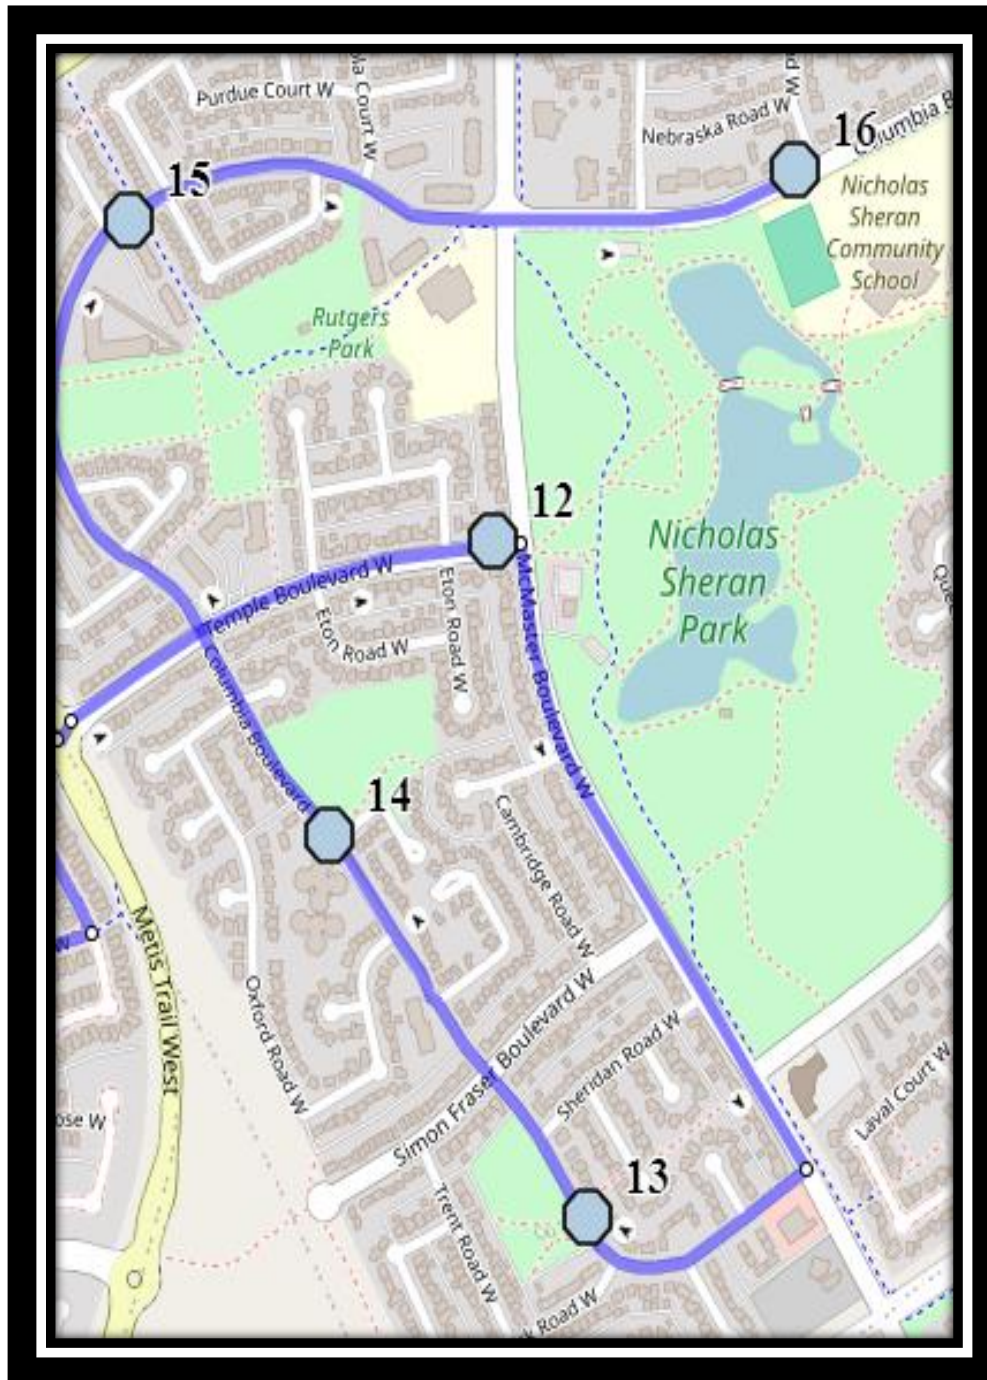 Purdue Court W
Nebraska Road W
16
Columbia B
15
Nicholas
Sheran
Community
School
Rutgers
Park
12
Temple Boulevard W
Nicholas
Sheran
Park
McMaster Boulevard W
Eton Road W
Eton Road W
Columbia Boulevard
14
Cambridge Road W
Metis Trail West
Oxford Road W
Simon Fraser Boulevard W
Sheridan Road W
Laval Court W
13
Trent Road W
Road W